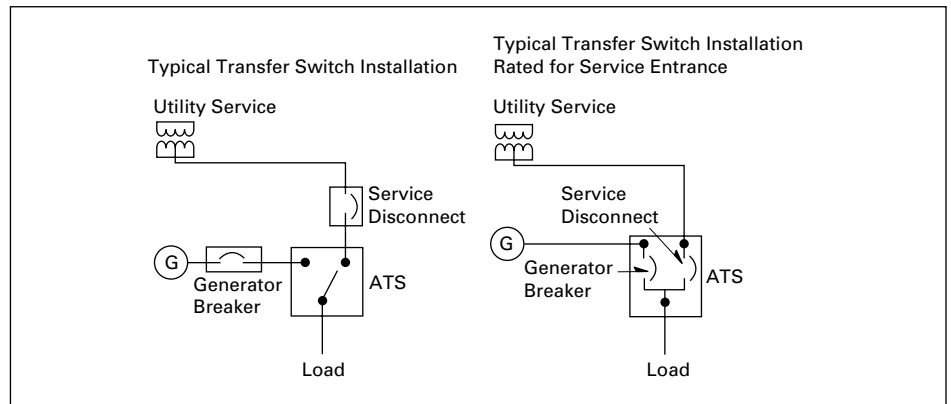 Typical Transfer Switch Installation
Utility Service
Service
Disconnect
G
Generator
Breaker
ATS
Load
Typical Transfer Switch Installation
Rated for Service Entrance
Utility Service
Service
Disconnect
G
Generator
Breaker
ATS
Load